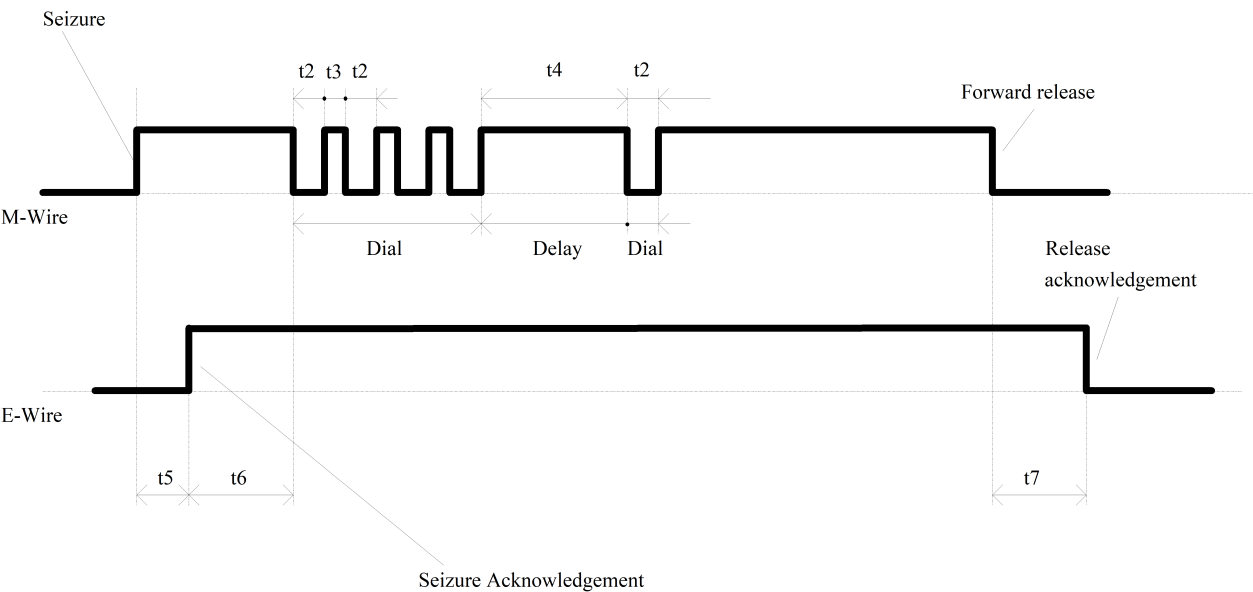 Seizure
t2 t3 t2
t4
t2
Forward release
M-Wire
Dial
Delay
Dial
Release
acknowledgement
E-Wire
t5
t6
t7
Seizure Acknowledgement